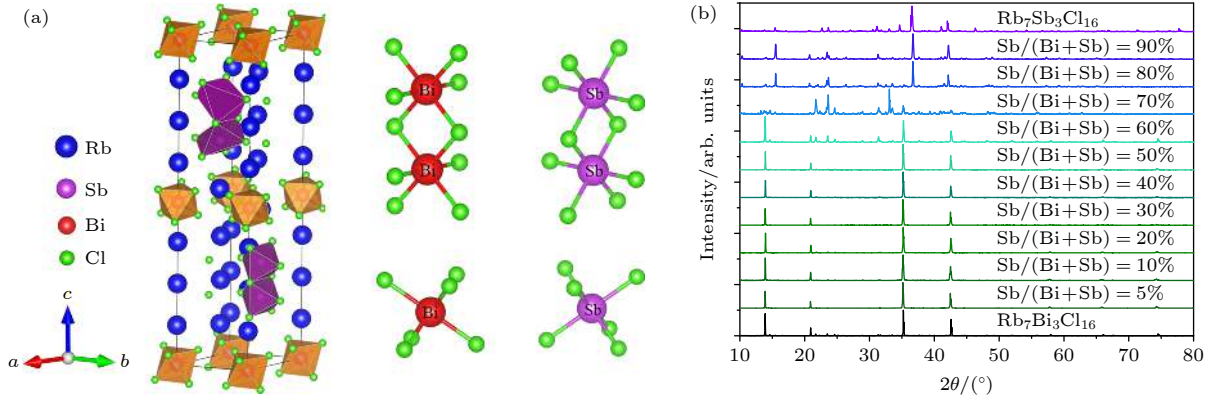 (a)
Rb
Sb
Bi
Cl
c
a
b
Bi
Bi
Bi
Sb
Sb
Sb
(b)
Intensity/arb. units
Rb₇Sb₃Cl₁₆
Sb/(Bi+Sb) = 90%
Sb/(Bi+Sb) = 80%
Sb/(Bi+Sb) = 70%
Sb/(Bi+Sb) = 60%
Sb/(Bi+Sb) = 50%
Sb/(Bi+Sb) = 40%
Sb/(Bi+Sb) = 30%
Sb/(Bi+Sb) = 20%
Sb/(Bi+Sb) = 10%
Sb/(Bi+Sb) = 5%
Rb₇Bi₃Cl₁₆
10 20 30 40 50 60 70 80
2θ/(°)